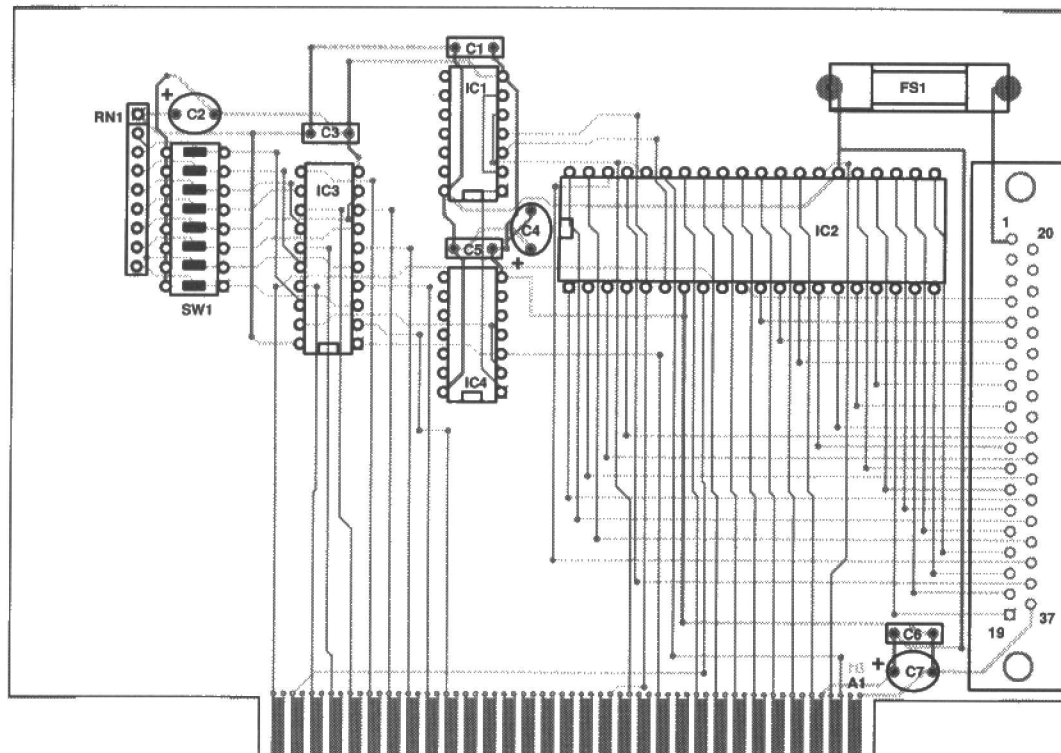 C1
IC1
FS1
+
C2
RN1
C3
IC3
IC2
1
20
C4
C5
+
SW1
IC4
19
37
C6
+
C7
A1